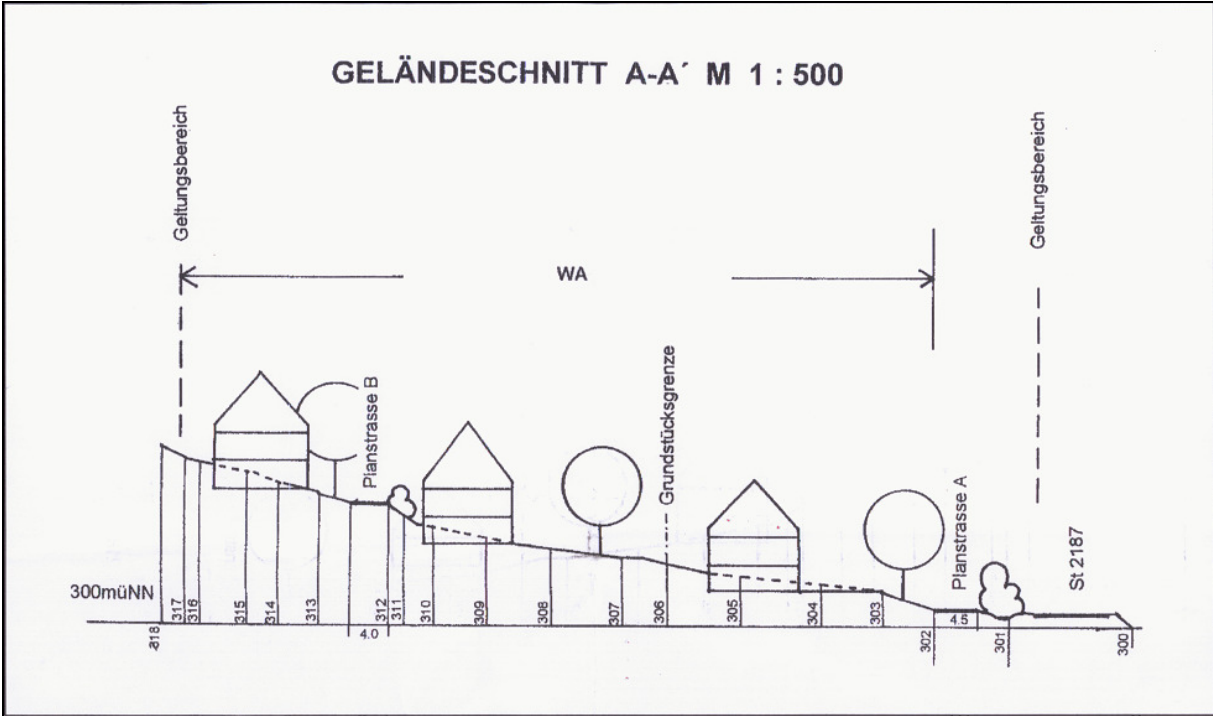 GELÄNDESCHNITT A-A´ M 1 : 500
Geltungsbereich
Geltungsbereich
WA
Planstrasse B
Grundstücksgrenze
Planstrasse A
St 2187
300müNN
318
317
316
315
314
313
4.0
312
311
310
309
308
307
306
305
304
303
302
4.5
301
300